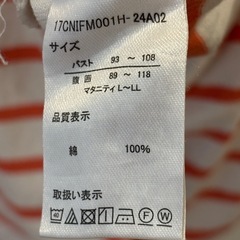 17CNIFM001H-24A02
サイズ
バスト 93 ~ 108
腹囲 89 ~ 118
マタニティ L~LL
品質表示
綿 100%
取扱い表示
F W